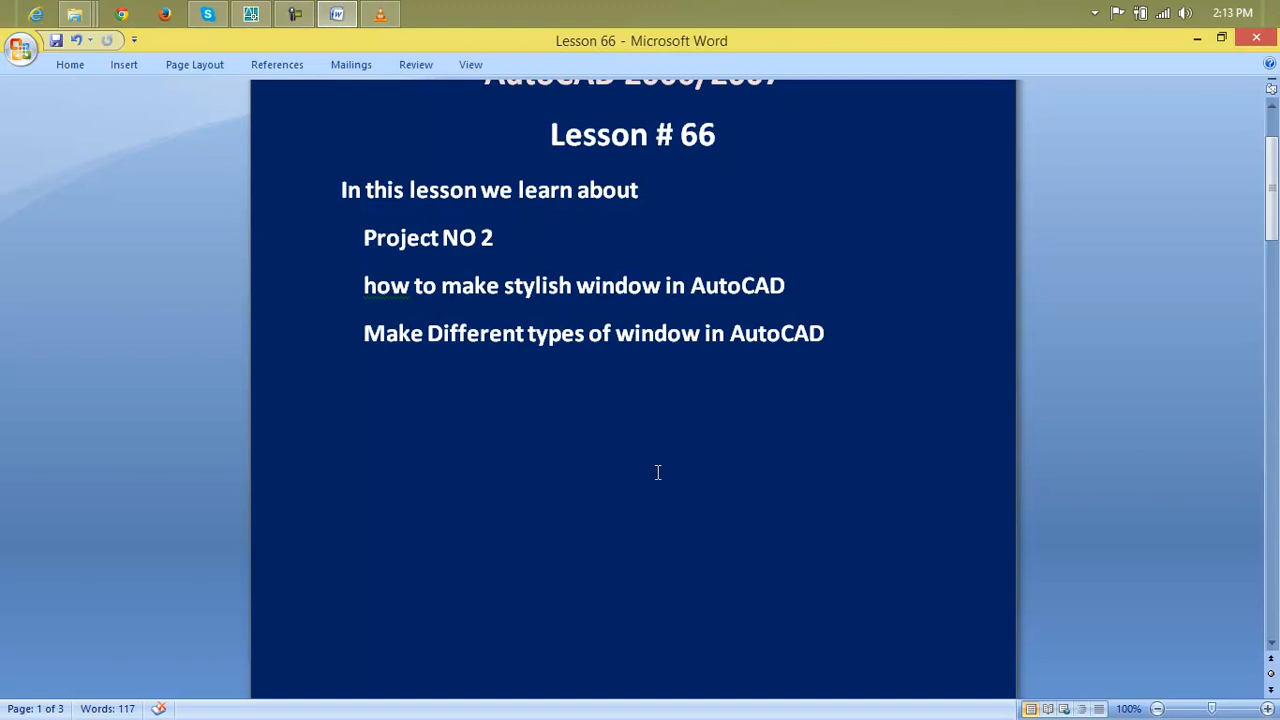 2:13 PM
Lesson 66 - Microsoft Word
Home Insert Page Layout References Mailings Review View
Lesson # 66
In this lesson we learn about
Project NO 2
how to make stylish window in AutoCAD
Make Different types of window in AutoCAD
Page: 1 of 3 Words: 117 100%